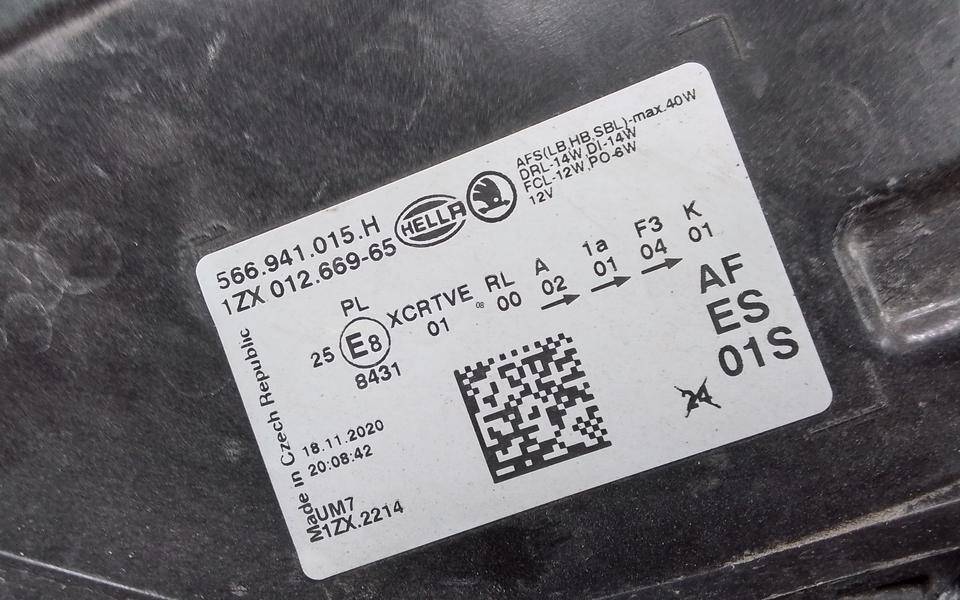 566.941.015.H
1ZX 012.669-65
HELLA
AFS(LB,HB,SBL)-max.40W
DRL-14W,DI-14W
FCL-12W,PO-6W
12V
PL
25 E8 XCRTVE 08 RL A 1a F3 K
8431 01 00 02 01 04 01
AF
ES
01S
24
Made in Czech Republic
18.11.2020
20:08:42
UM7
1ZX.2214